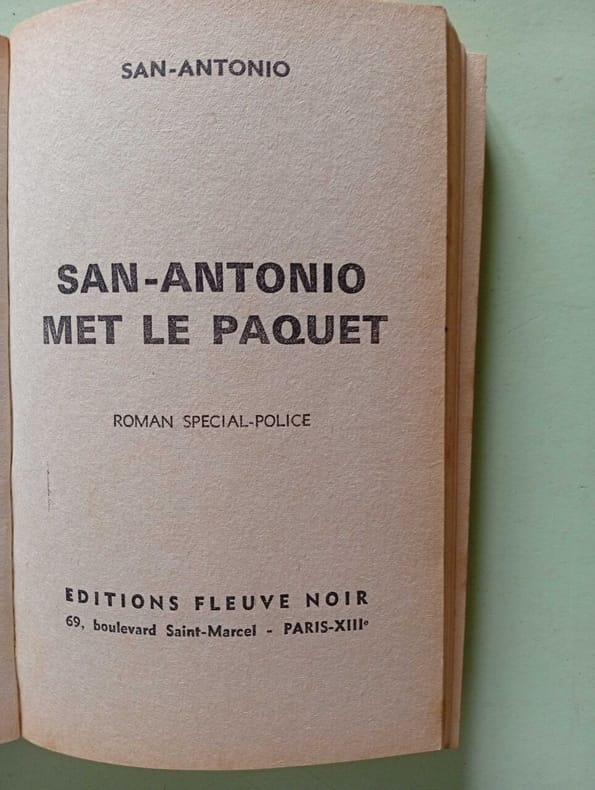 SAN-ANTONIO
SAN-ANTONIO
MET LE PAQUET
ROMAN SPECIAL-POLICE
EDITIONS FLEUVE NOIR
69, boulevard Saint-Marcel - PARIS-XIIIᵉ